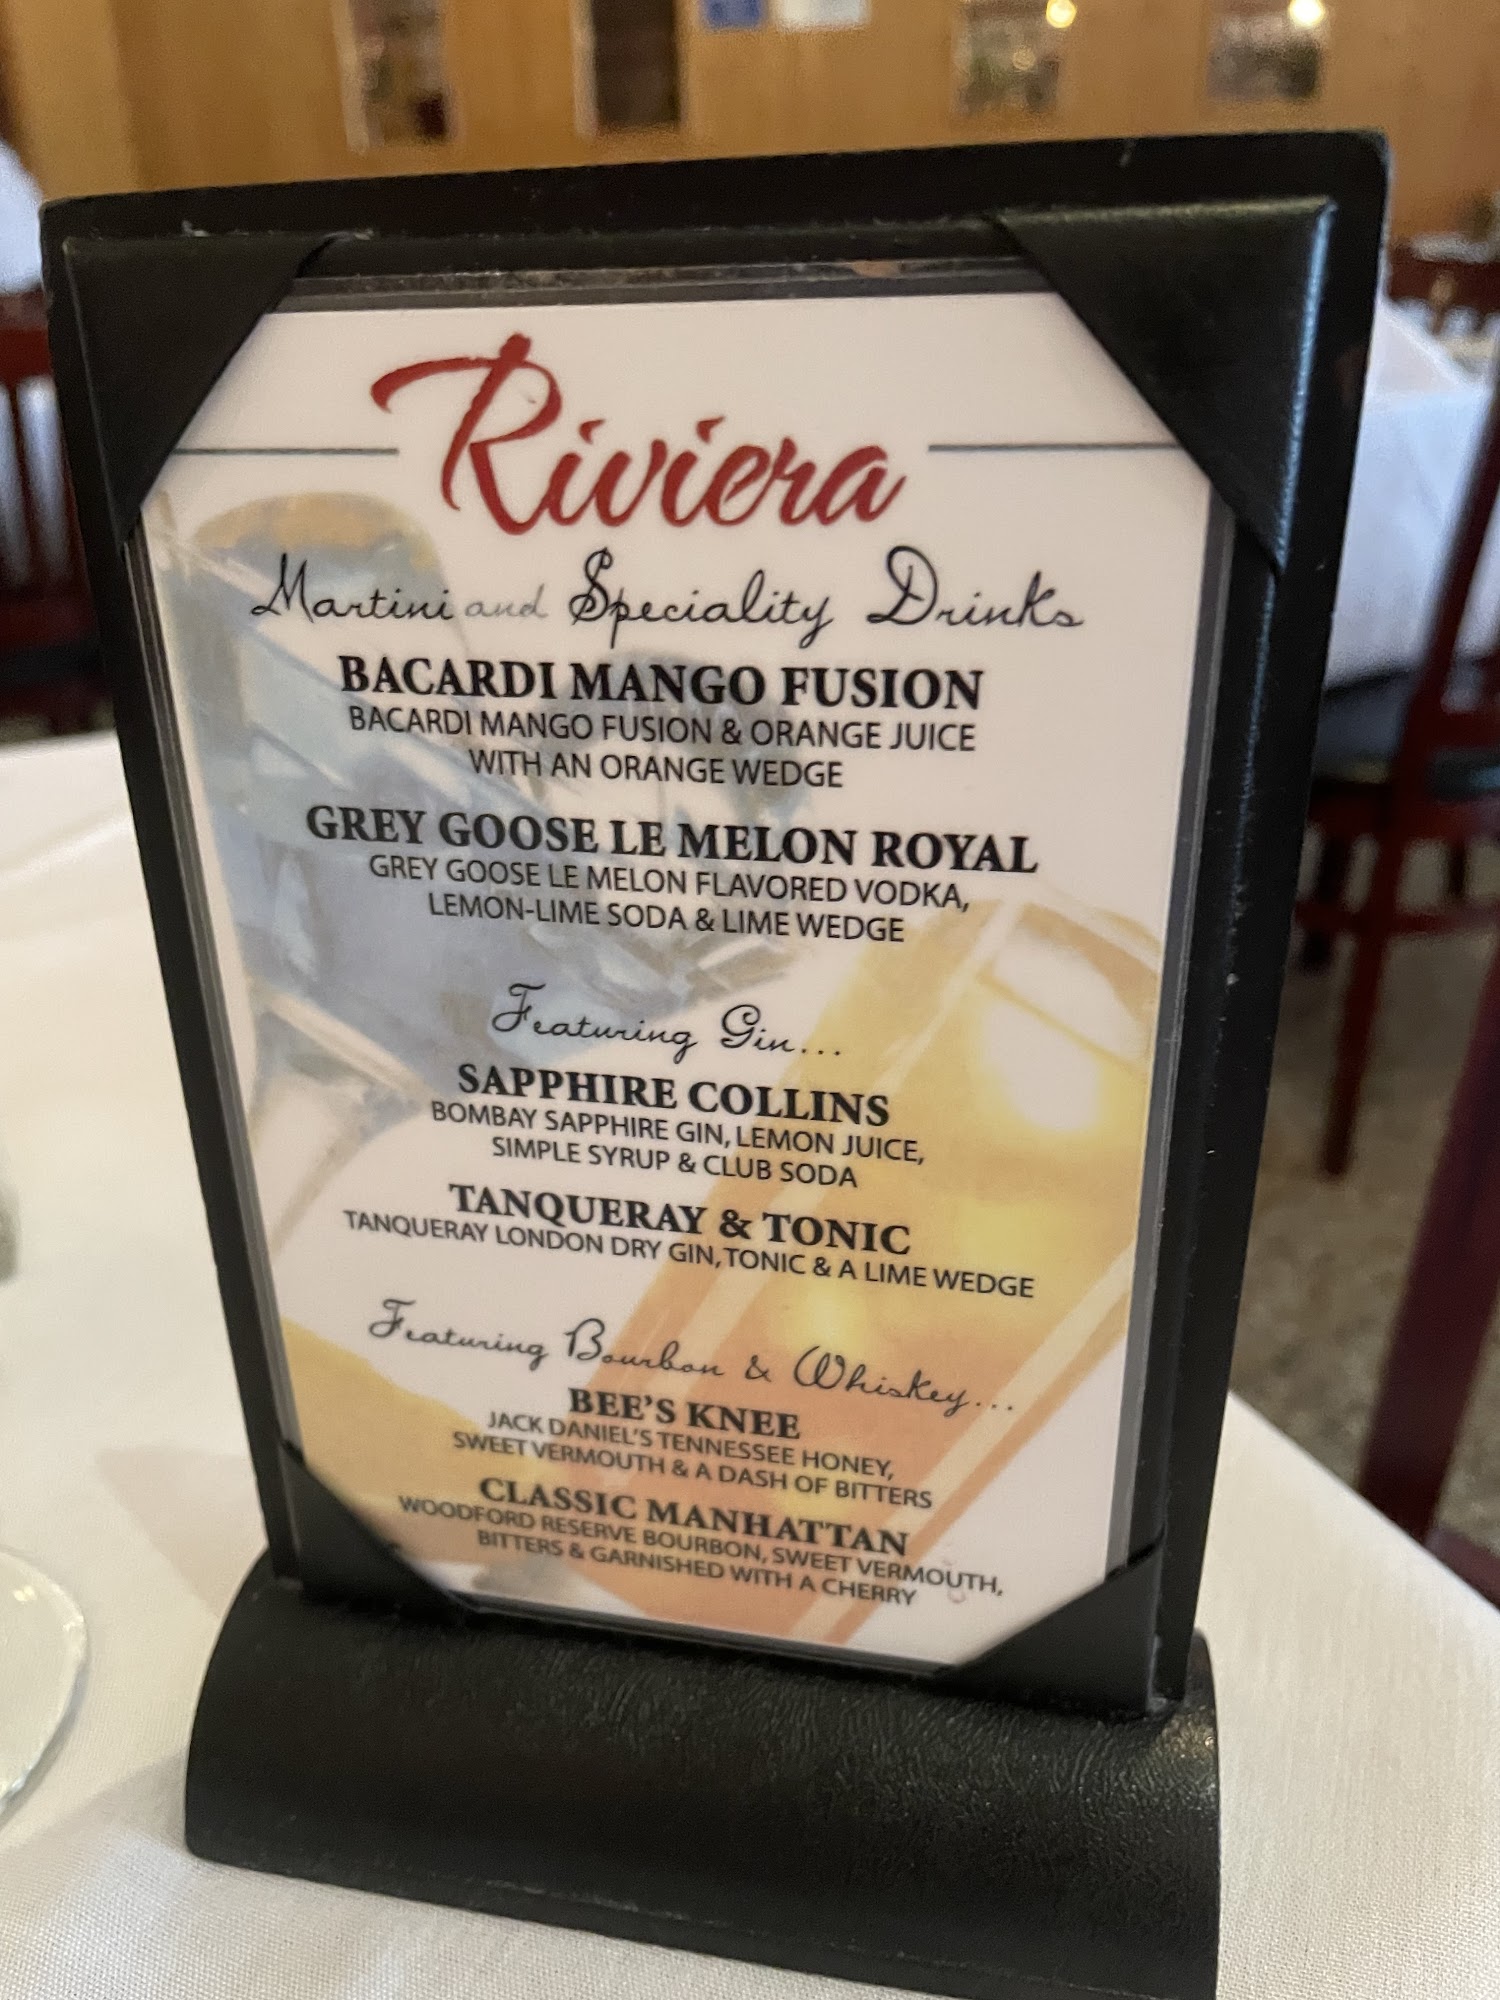 Riviera
Martini and Speciality Drinks
BACARDI MANGO FUSION
BACARDI MANGO FUSION & ORANGE JUICE
WITH AN ORANGE WEDGE
GREY GOOSE LE MELON ROYAL
GREY GOOSE LE MELON FLAVORED VODKA,
LEMON-LIME SODA & LIME WEDGE
Featuring Gin...
SAPPHIRE COLLINS
BOMBAY SAPPHIRE GIN, LEMON JUICE,
SIMPLE SYRUP & CLUB SODA
TANQUERAY & TONIC
TANQUERAY LONDON DRY GIN, TONIC & A LIME WEDGE
Featuring Bourbon & Whiskey...
BEE'S KNEE
JACK DANIEL'S TENNESSEE HONEY,
SWEET VERMOUTH & A DASH OF BITTERS
CLASSIC MANHATTAN
WOODFORD RESERVE BOURBON, SWEET VERMOUTH,
BITTERS & GARNISHED WITH A CHERRY